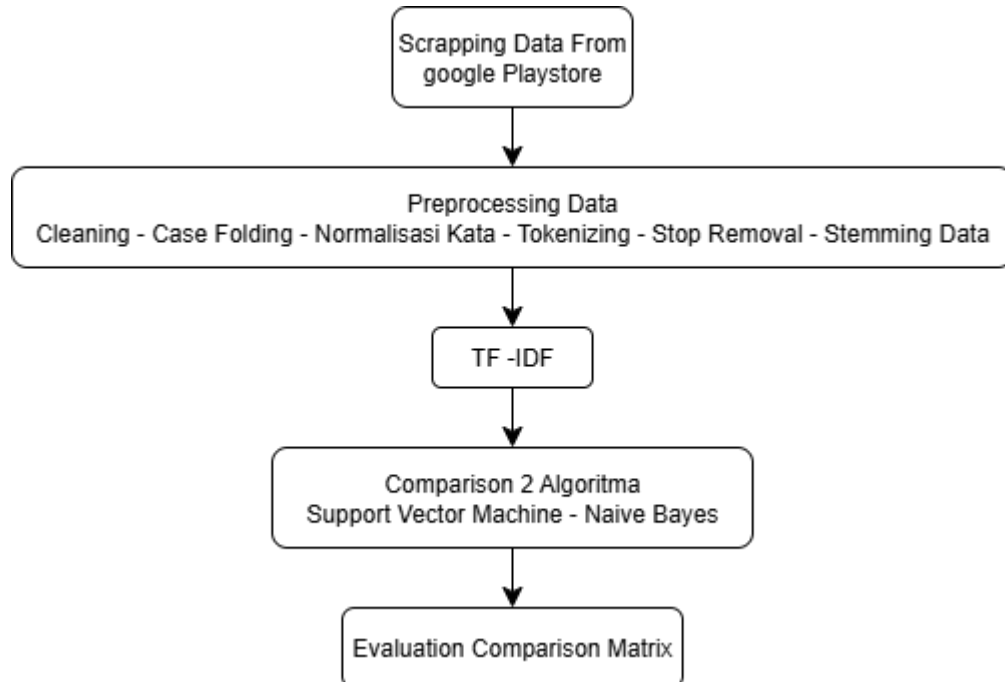 Scrapping Data From
google Playstore
Preprocessing Data
Cleaning - Case Folding - Normalisasi Kata - Tokenizing - Stop Removal - Stemming Data
TF -IDF
Comparison 2 Algoritma
Support Vector Machine - Naive Bayes
Evaluation Comparison Matrix